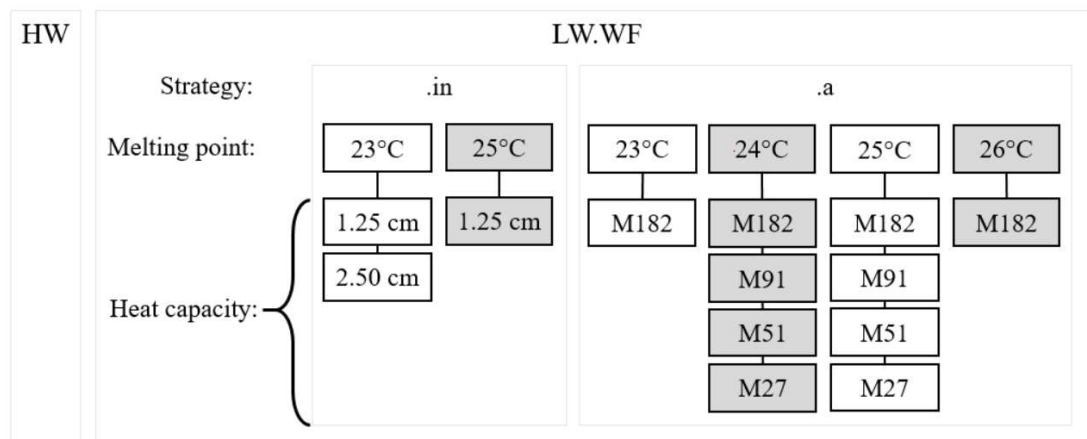 HW LW.WF
Strategy: .in .a
Melting point: 23°C 25°C 23°C 24°C 25°C 26°C
1.25 cm 1.25 cm M182 M182 M182 M182
2.50 cm M91 M91
Heat capacity: M51 M51
M27 M27